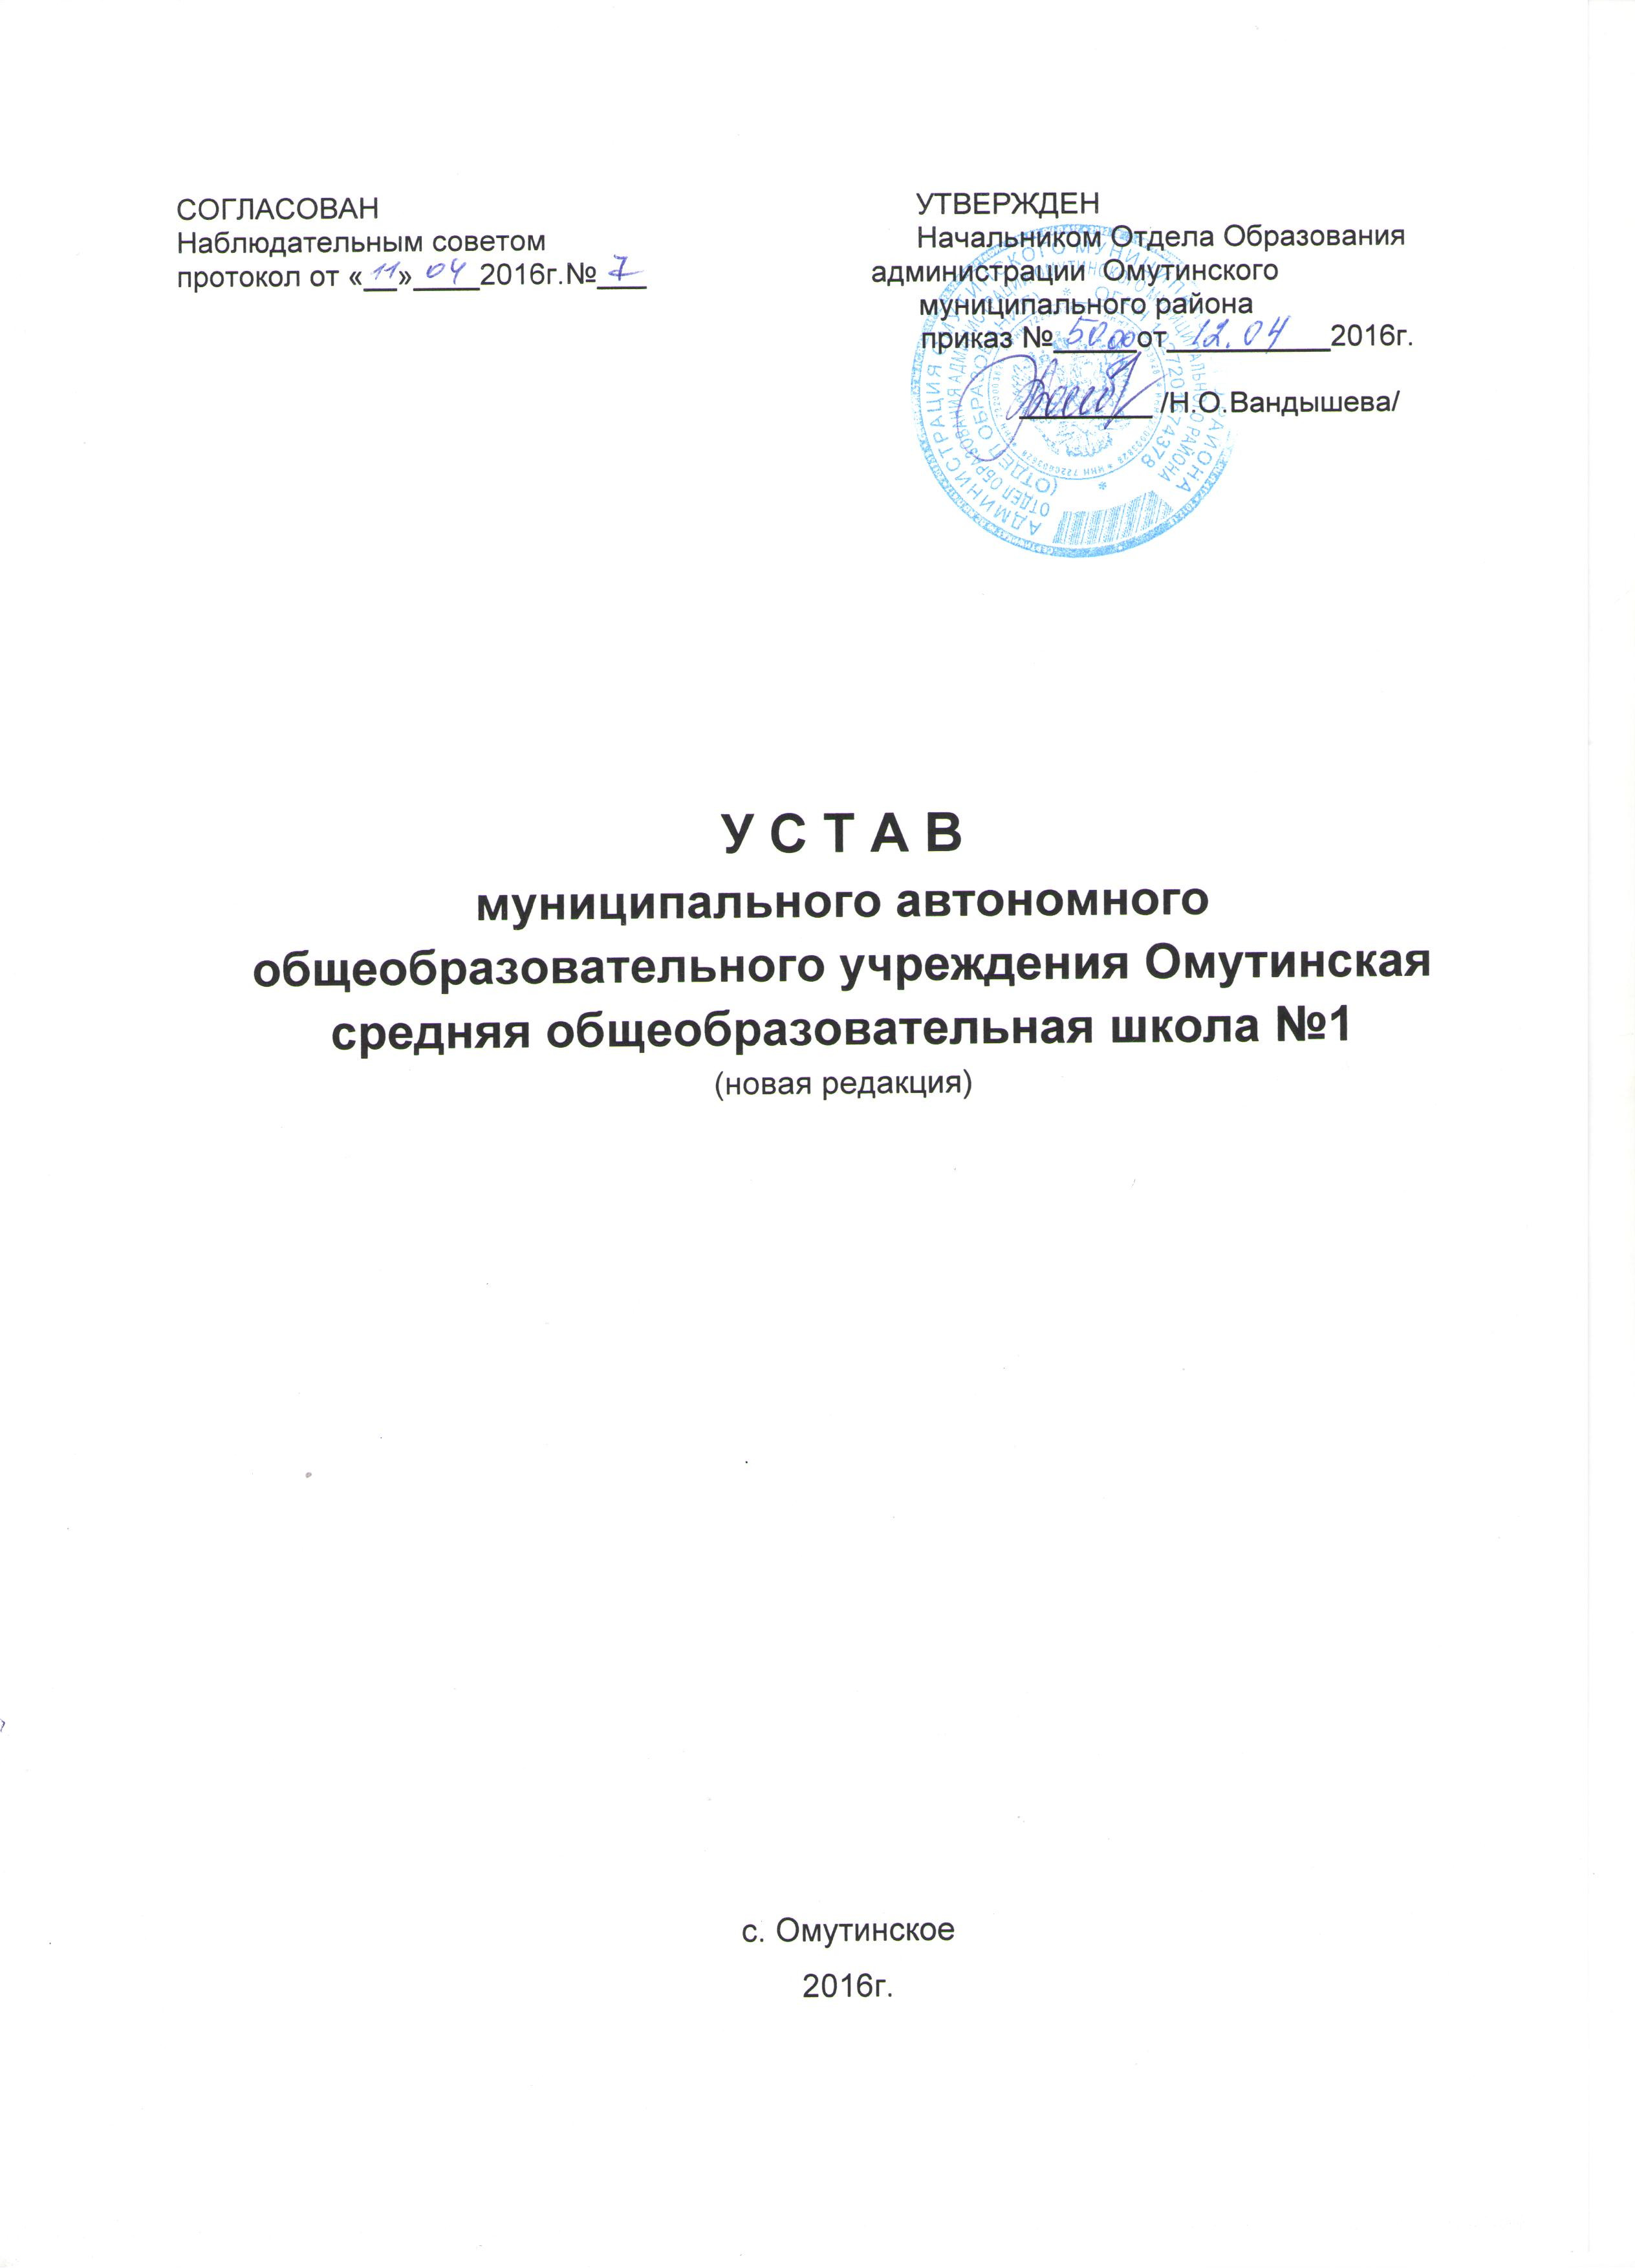 СОГЛАСОВАН
Наблюдательным советом
протокол от «11» 04 2016г.№ 7
УТВЕРЖДЕН
Начальником Отдела Образования
администрации Омутинского
муниципального района
приказ № от 12.04 2016г.
/Н.О.Вандышева/
У С Т А В
муниципального автономного
общеобразовательного учреждения Омутинская
средняя общеобразовательная школа №1
(новая редакция)
с. Омутинское
2016г.